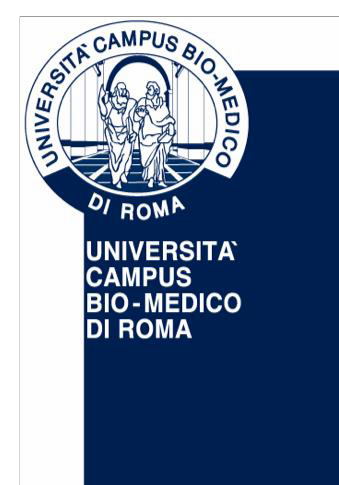 UNIVERSITA' CAMPUS BIO-MEDICO
DI ROMA
UNIVERSITA`
CAMPUS
BIO-MEDICO
DI ROMA